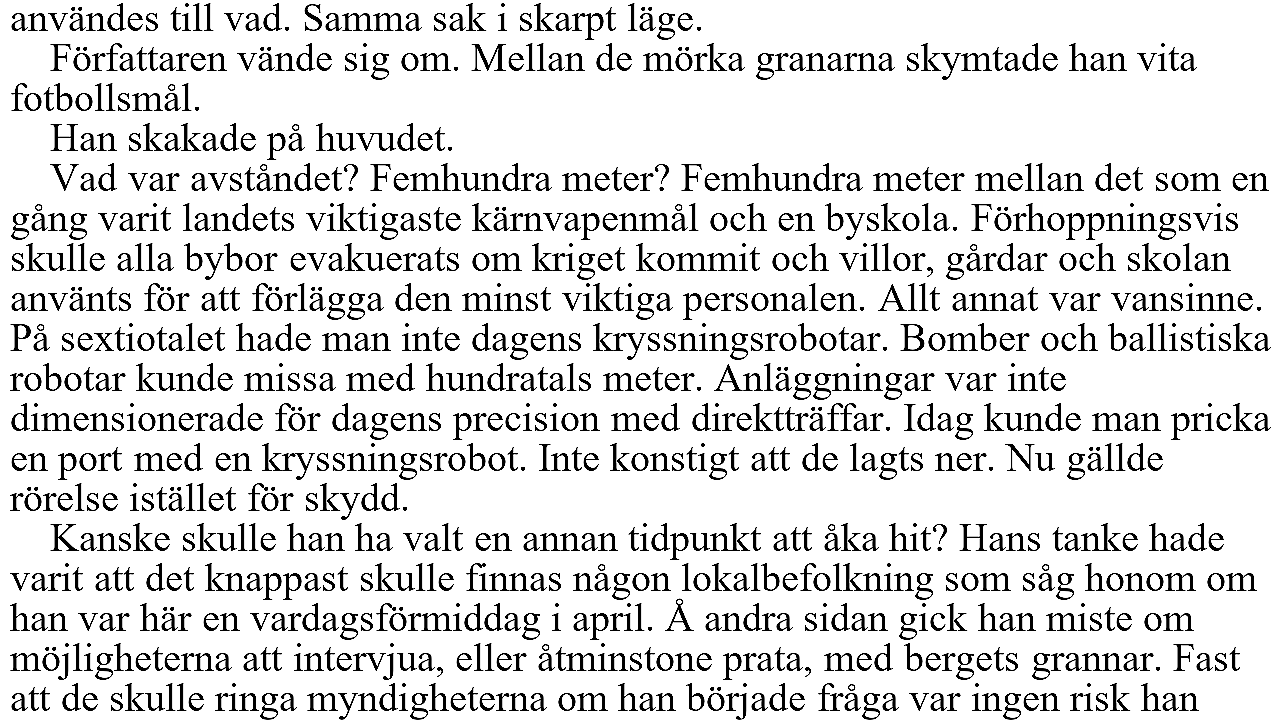 användes till vad. Samma sak i skarpt läge.
Författaren vände sig om. Mellan de mörka granarna skymtade han vita
fotbollsmål.
Han skakade på huvudet.
Vad var avståndet? Femhundra meter? Femhundra meter mellan det som en
gång varit landets viktigaste kärnvapenmål och en byskola. Förhoppningsvis
skulle alla bybor evakuerats om kriget kommit och villor, gårdar och skolan
använts för att förlägga den minst viktiga personalen. Allt annat var vansinne.
På sextiotalet hade man inte dagens kryssningsrobotar. Bomber och ballistiska
robotar kunde missa med hundratals meter. Anläggningar var inte
dimensionerade för dagens precision med direktträffar. Idag kunde man pricka
en port med en kryssningsrobot. Inte konstigt att de lagts ner. Nu gällde
rörelse istället för skydd.
Kanske skulle han ha valt en annan tidpunkt att åka hit? Hans tanke hade
varit att det knappast skulle finnas någon lokalbefolkning som såg honom om
han var här en vardagsförmiddag i april. Å andra sidan gick han miste om
möjligheterna att intervjua, eller åtminstone prata, med bergets grannar. Fast
att de skulle ringa myndigheterna om han började fråga var ingen risk han